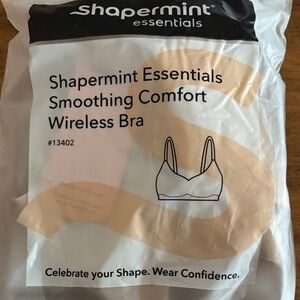 Shapermint
essentials
Shapermint Essentials
Smoothing Comfort
Wireless Bra
#13402
Celebrate your Shape. Wear Confidence.